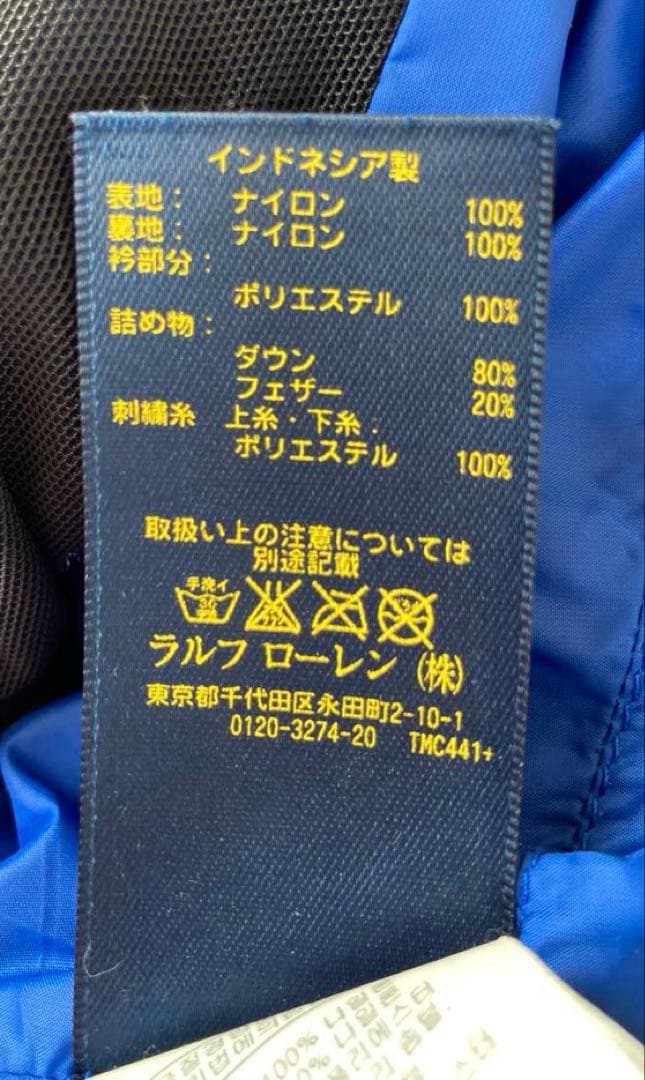 インドネシア製
表地: ナイロン 100%
裏地: ナイロン 100%
衿部分:
ポリエステル 100%
詰め物:
ダウン 80%
フェザー 20%
刺繍糸 上糸・下糸:
ポリエステル 100%
取扱い上の注意については
別途記載
手洗イ
30
ラルフ ローレン (株)
東京都千代田区永田町2-10-1
0120-3274-20 TMC441+